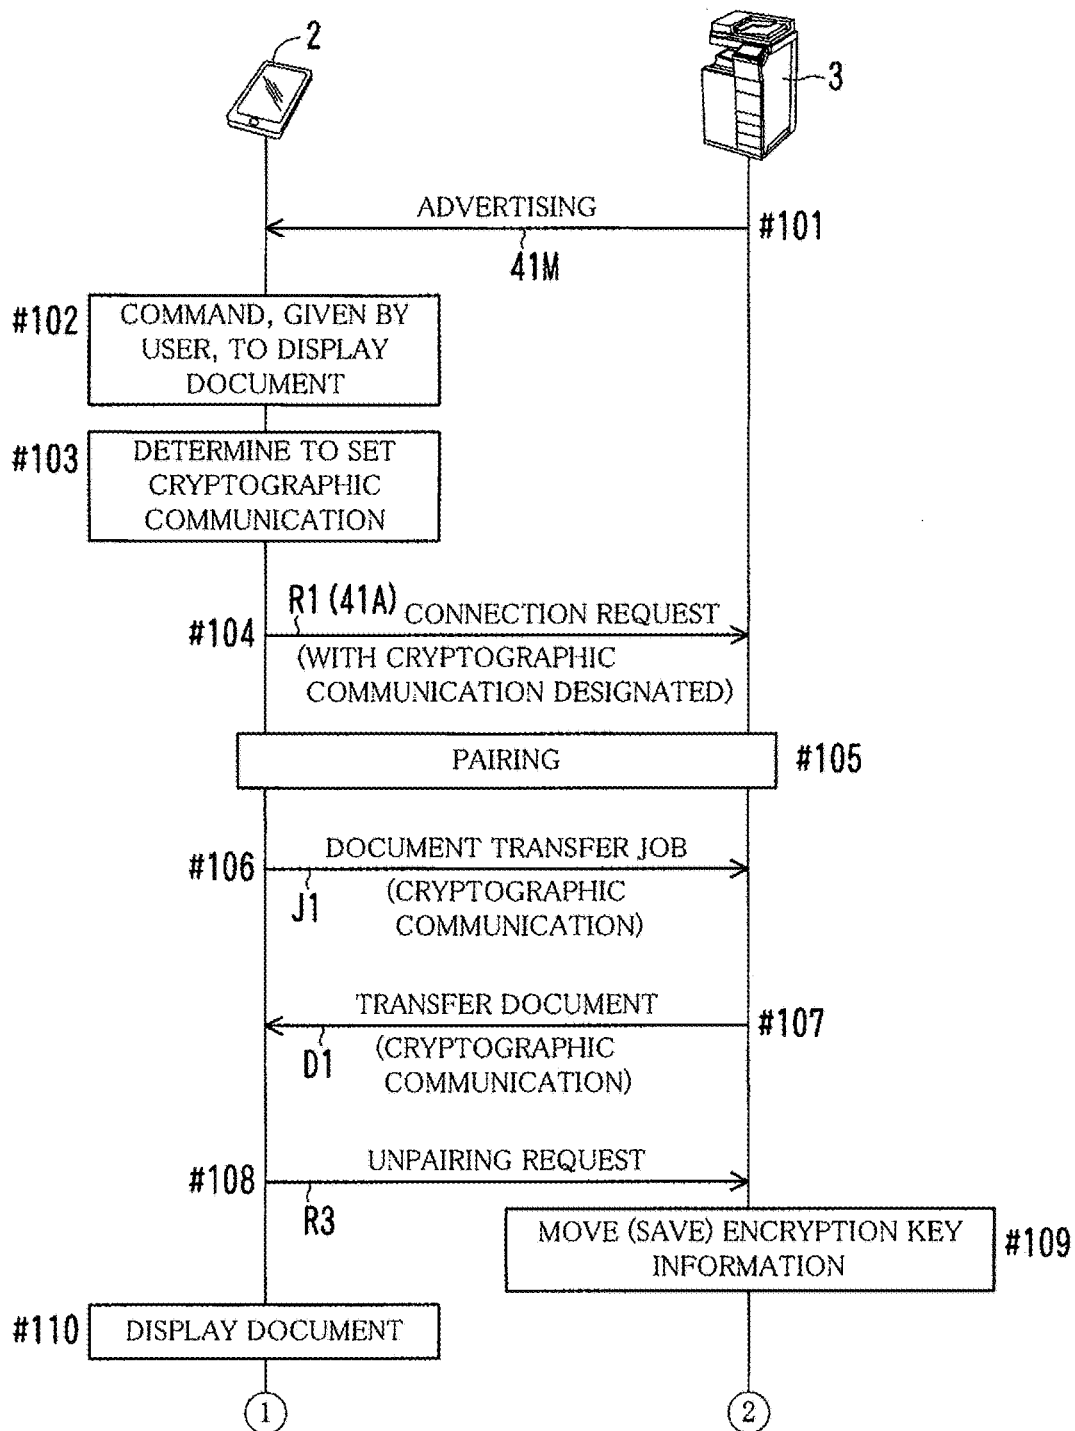 2
3
ADVERTISING
#101
41M
#102
COMMAND, GIVEN BY
USER, TO DISPLAY
DOCUMENT
#103
DETERMINE TO SET
CRYPTOGRAPHIC
COMMUNICATION
R1 (41A)
CONNECTION REQUEST
#104
(WITH CRYPTOGRAPHIC
COMMUNICATION DESIGNATED)
PAIRING
#105
DOCUMENT TRANSFER JOB
#106
J1
(CRYPTOGRAPHIC
COMMUNICATION)
TRANSFER DOCUMENT
#107
D1
(CRYPTOGRAPHIC
COMMUNICATION)
UNPAIRING REQUEST
#108
R3
MOVE (SAVE) ENCRYPTION KEY
INFORMATION
#109
#110
DISPLAY DOCUMENT
1
2